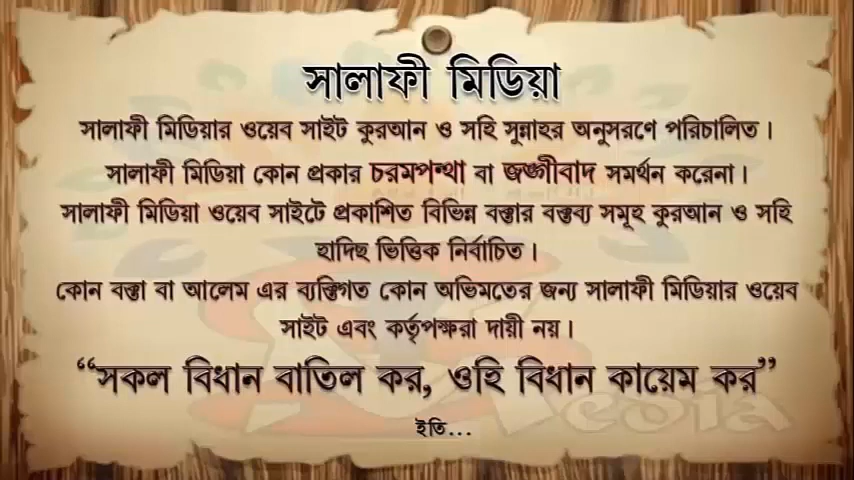 সালাফী মিডিয়া
সালাফী মিডিয়ার ওয়েব সাইট কুরআন ও সহি সুন্নাহর অনুসরণে পরিচালিত।
সালাফী মিডিয়া কোন প্রকার চরমপন্থা বা জঙ্গীবাদ সমর্থন করেনা।
সালাফী মিডিয়া ওয়েব সাইটে প্রকাশিত বিভিন্ন বক্তার বক্তব্য সমূহ কুরআন ও সহি
হাদিছ ভিত্তিক নির্বাচিত।
কোন বক্তা বা আলেম এর ব্যক্তিগত কোন অভিমতের জন্য সালাফী মিডিয়ার ওয়েব
সাইট এবং কর্তৃপক্ষরা দায়ী নয়।
“সকল বিধান বাতিল কর, ওহি বিধান কায়েম কর”
ইতি...